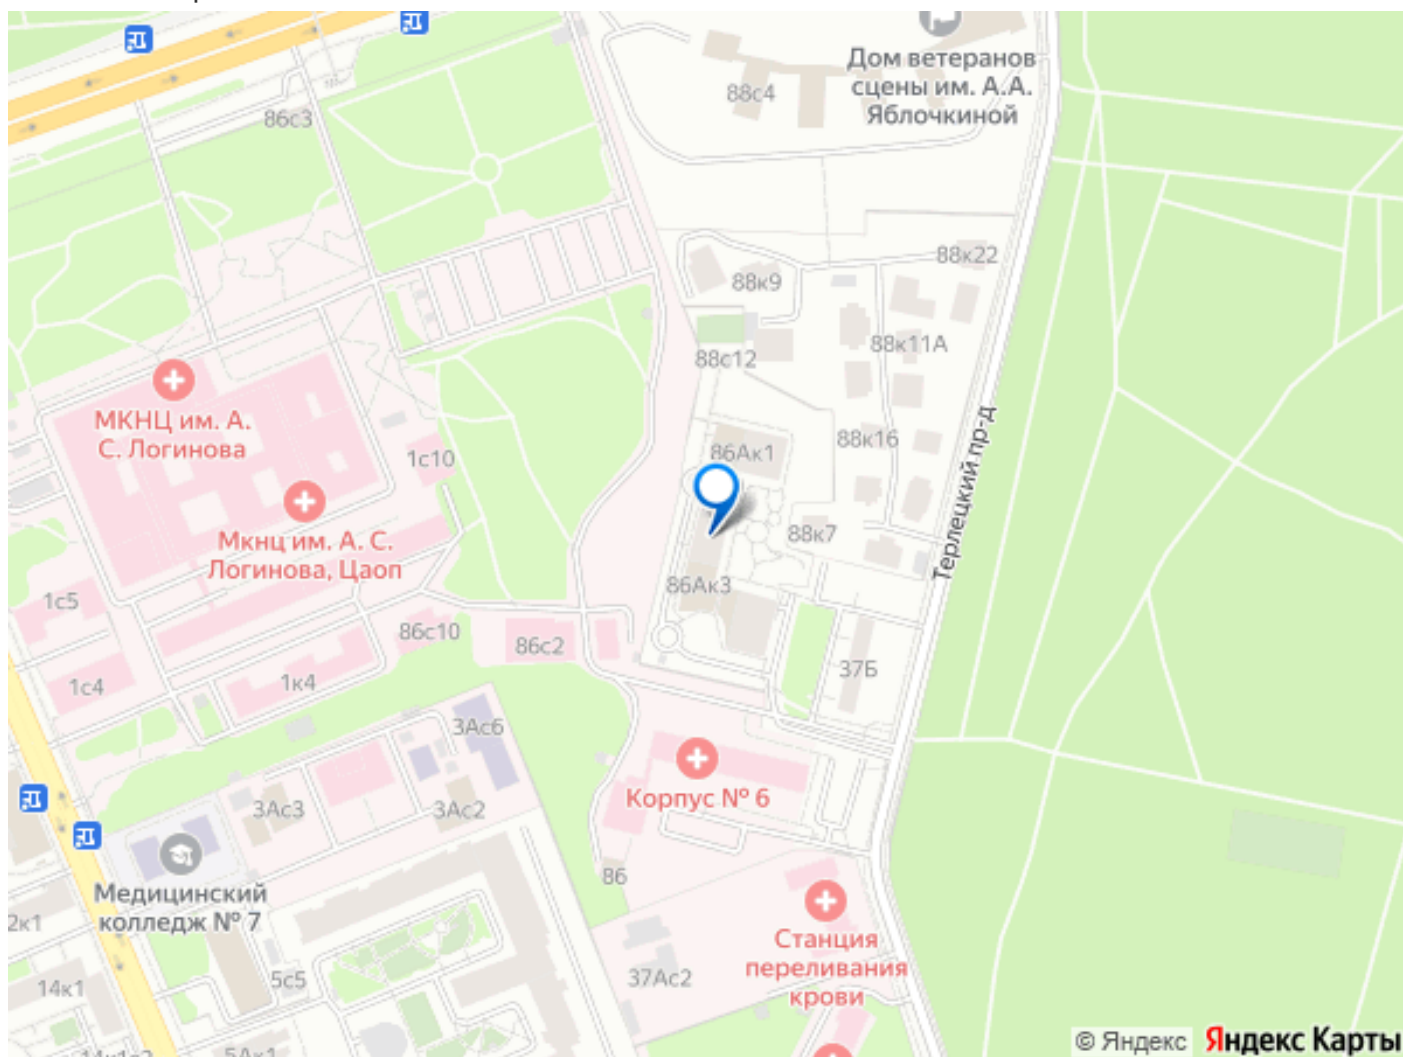 Дом ветеранов
сцены им. А.А.
Яблочкиной
88с4
86с3
88к22
88к9
88к11А
88с12
МКНЦ им. А.
С. Логинова
1с10
86Ак1
88к16
Терлецкий пр-д
Мкнц им. А. С.
Логинова, Цаоп
88к7
86Ак3
1с5
86с10
86с2
1с4
1к4
37Б
3Ас6
Корпус № 6
3Ас3
3Ас2
86
Медицинский
колледж № 7
2к1
Станция
переливания
крови
14к1
5с5
37Ас2
5Ак1
© Яндекс Яндекс Карты